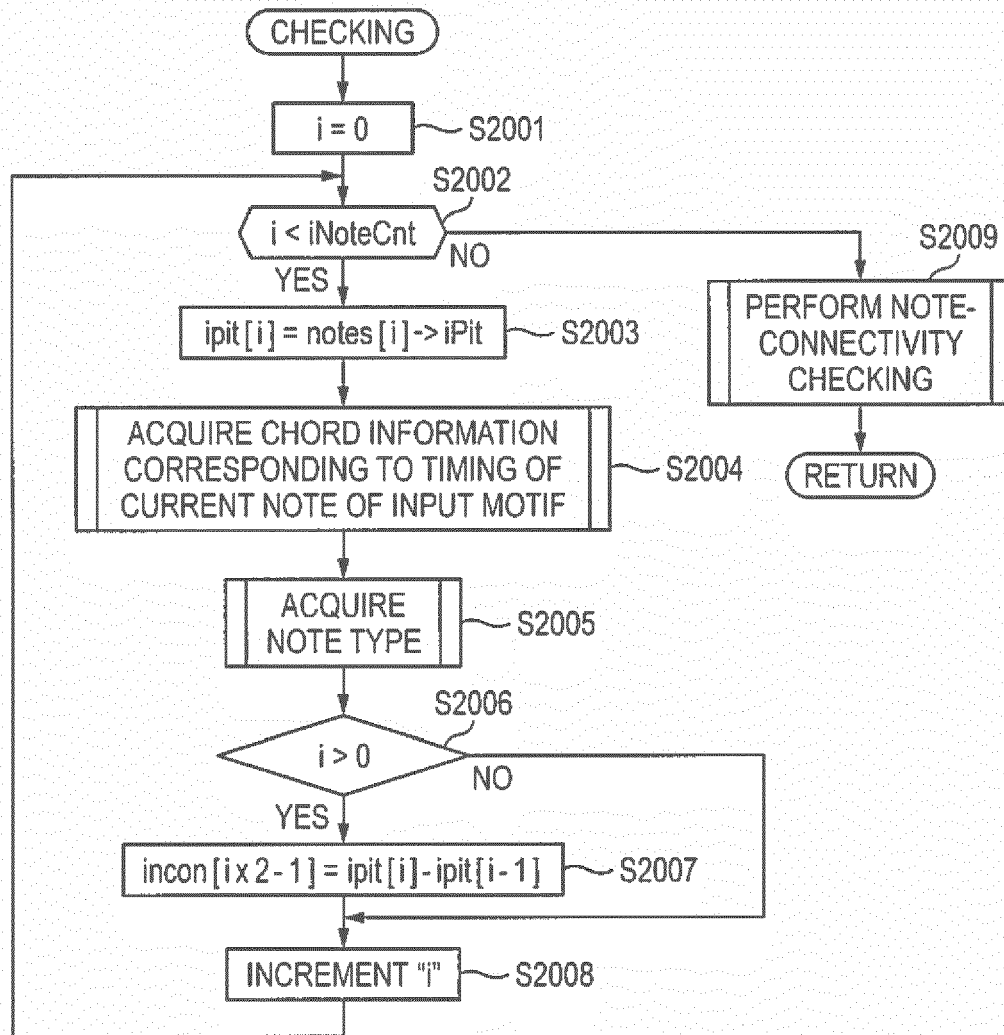 CHECKING
i = 0
S2001
S2002
i < iNoteCnt
NO
YES
ipit [i] = notes [i] -> iPit
S2003
ACQUIRE CHORD INFORMATION
CORRESPONDING TO TIMING OF
CURRENT NOTE OF INPUT MOTIF
S2004
ACQUIRE
NOTE TYPE
S2005
S2006
i > 0
NO
YES
incon [i x 2 - 1] = ipit [i] - ipit [i - 1]
S2007
INCREMENT "i"
S2008
S2009
PERFORM NOTE-
CONNECTIVITY
CHECKING
RETURN